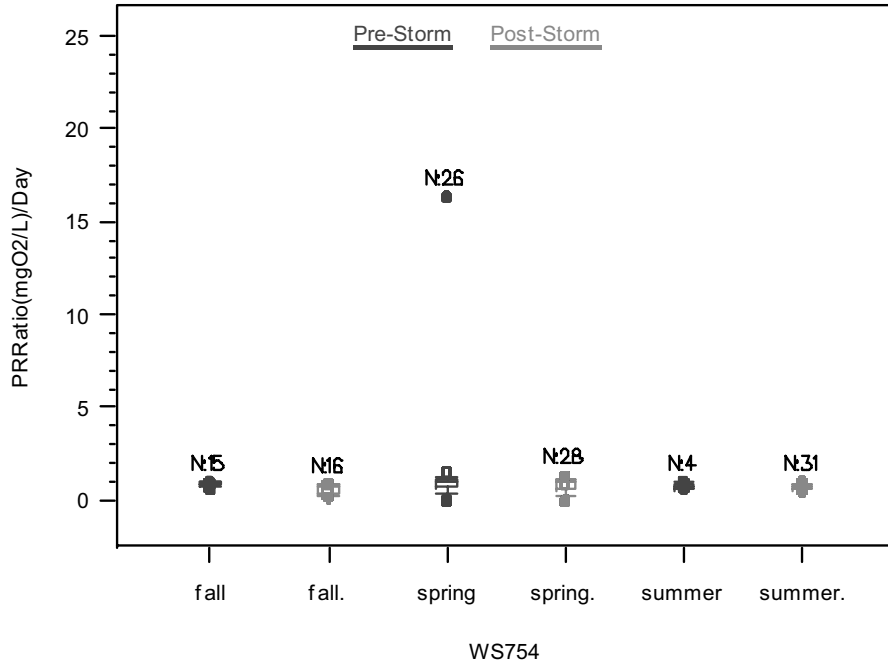 Pre-Storm Post-Storm
25
20
15
10
5
0
PRRatio(mgO2/L)/Day
N:15
N:16
N:26
N:28
N:4
N:31
fall fall. spring spring. summer summer.
WS754